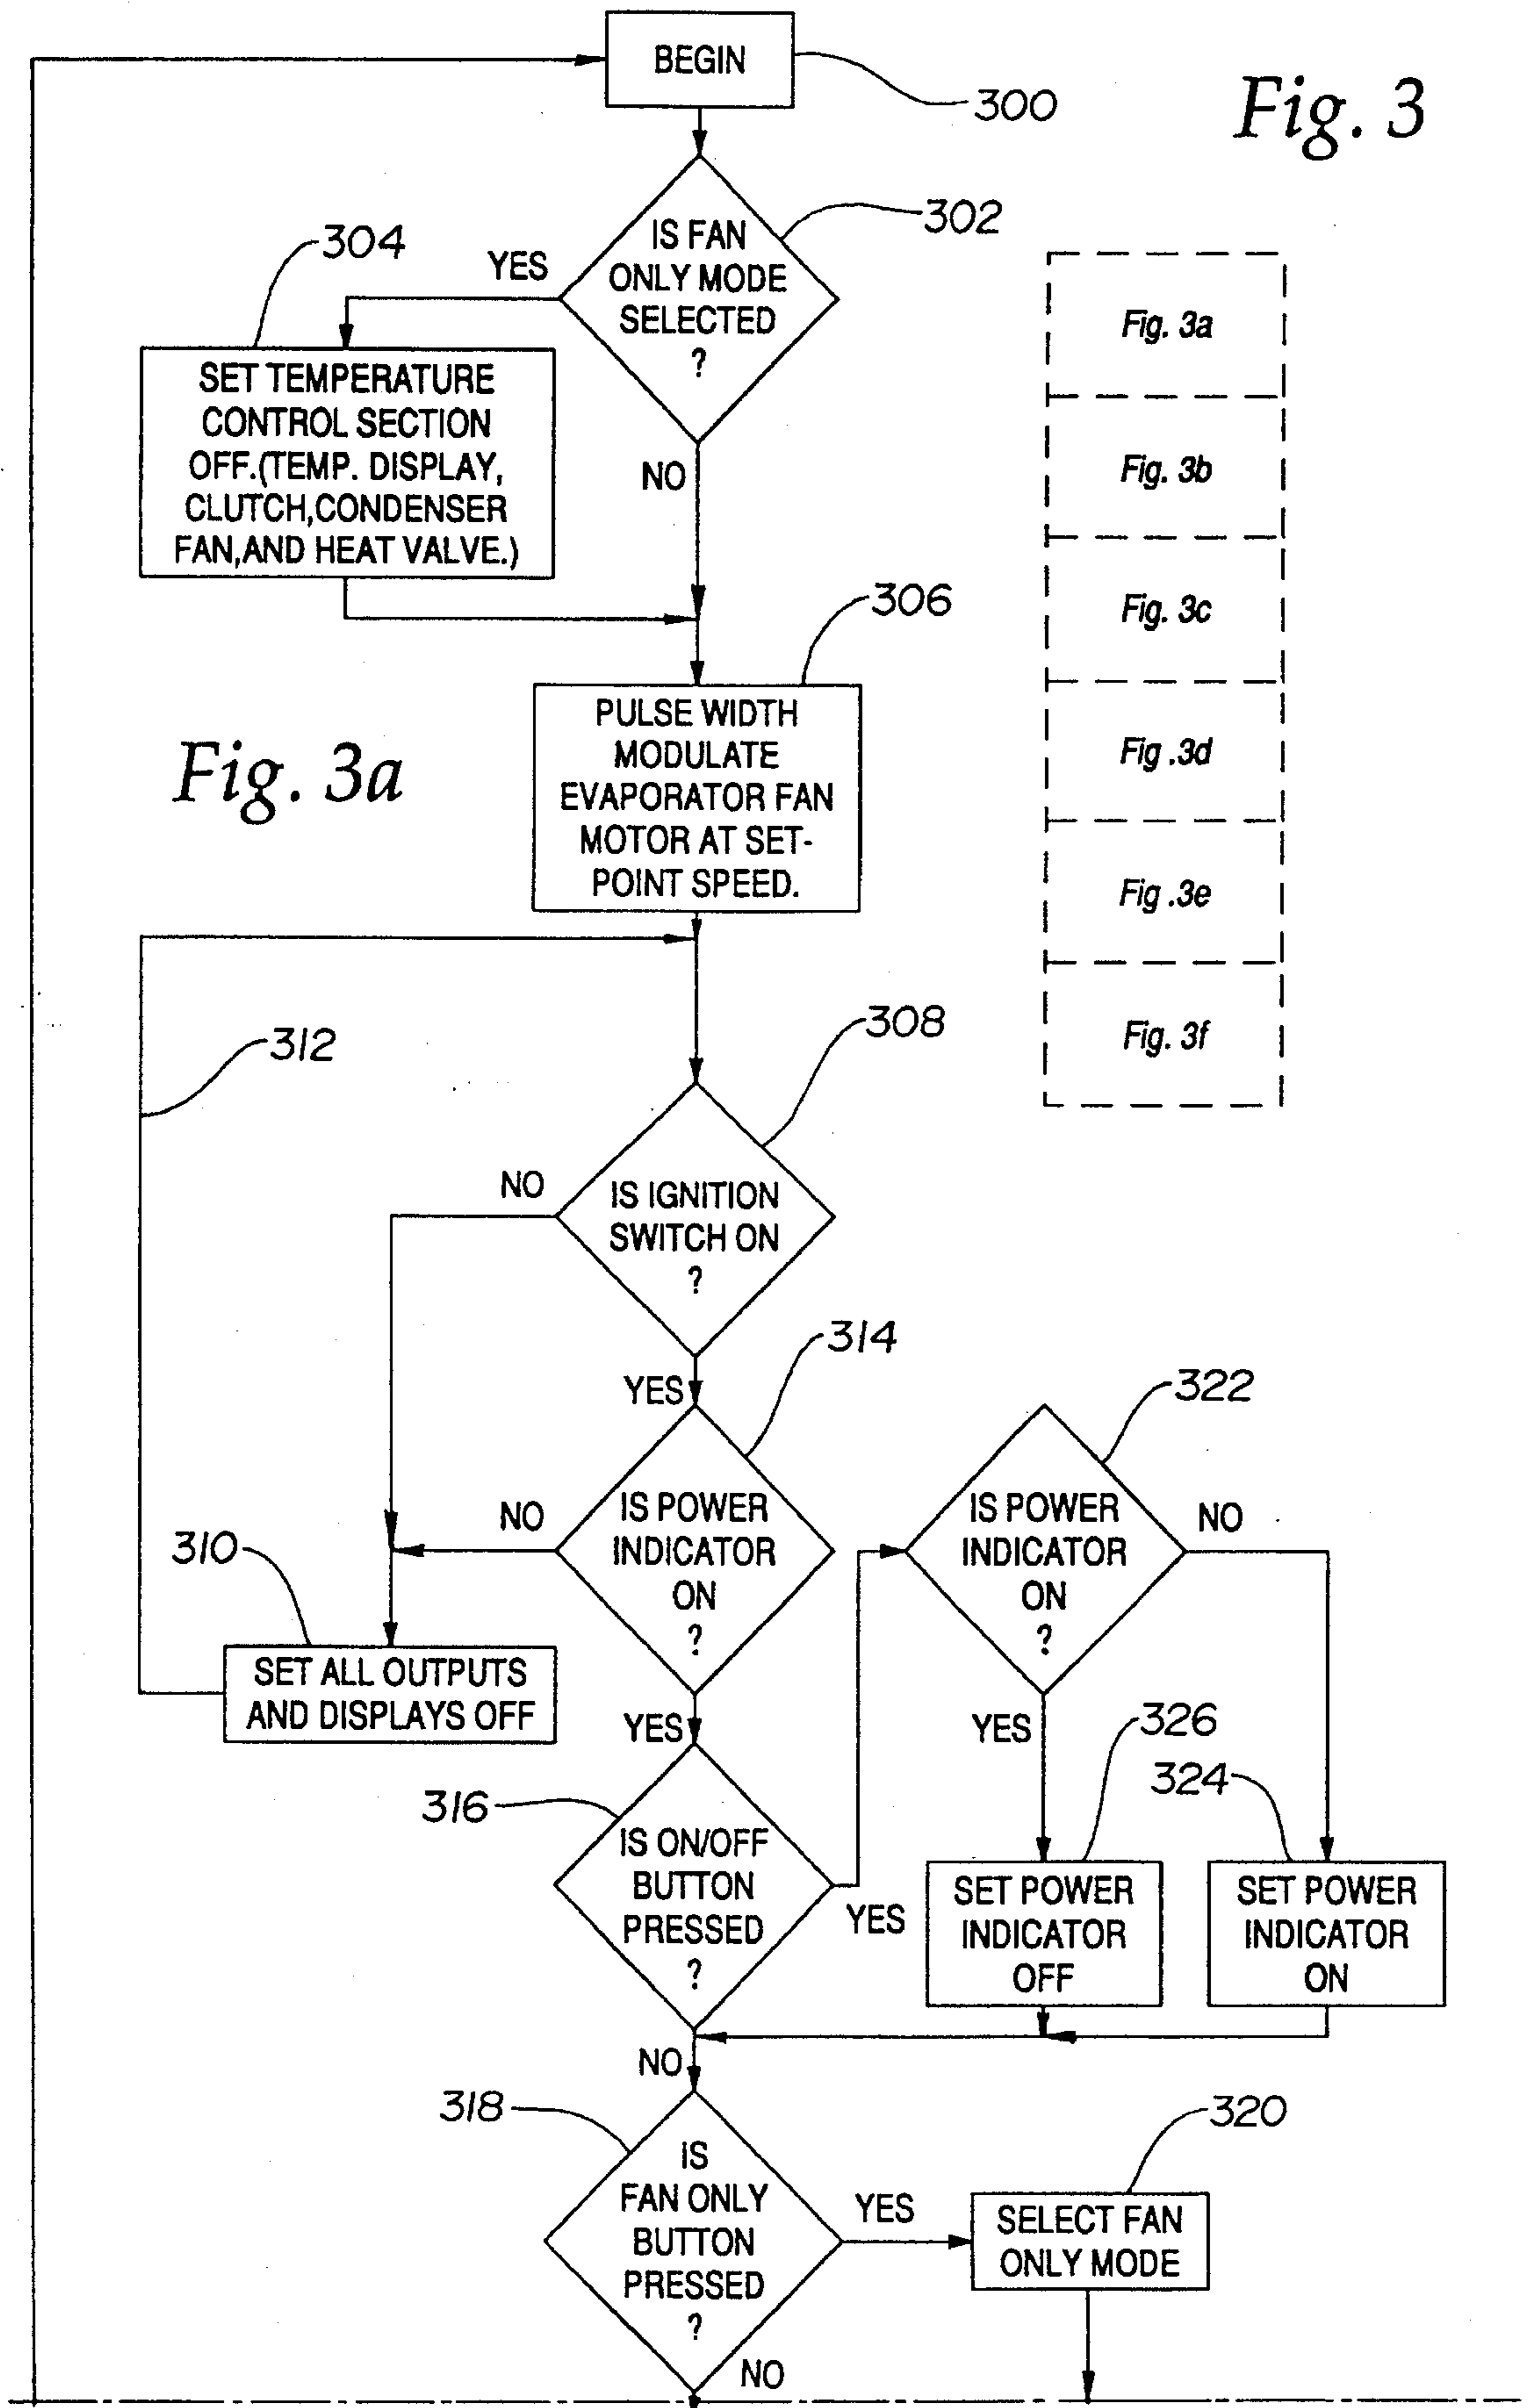 BEGIN
300
Fig. 3
302
IS FAN
ONLY MODE
SELECTED
?
YES
304
SET TEMPERATURE
CONTROL SECTION
OFF.(TEMP. DISPLAY,
CLUTCH,CONDENSER
FAN,AND HEAT VALVE.)
NO
Fig. 3a
Fig. 3b
Fig. 3c
Fig .3d
Fig .3e
Fig. 3f
306
PULSE WIDTH
MODULATE
EVAPORATOR FAN
MOTOR AT SET-
POINT SPEED.
Fig. 3a
312
308
IS IGNITION
SWITCH ON
?
NO
YES
314
IS POWER
INDICATOR
ON
?
NO
310
SET ALL OUTPUTS
AND DISPLAYS OFF
YES
322
IS POWER
INDICATOR
ON
?
NO
YES
326
324
316
IS ON/OFF
BUTTON
PRESSED
?
YES
SET POWER
INDICATOR
OFF
SET POWER
INDICATOR
ON
NO
318
IS
FAN ONLY
BUTTON
PRESSED
?
YES
320
SELECT FAN
ONLY MODE
NO